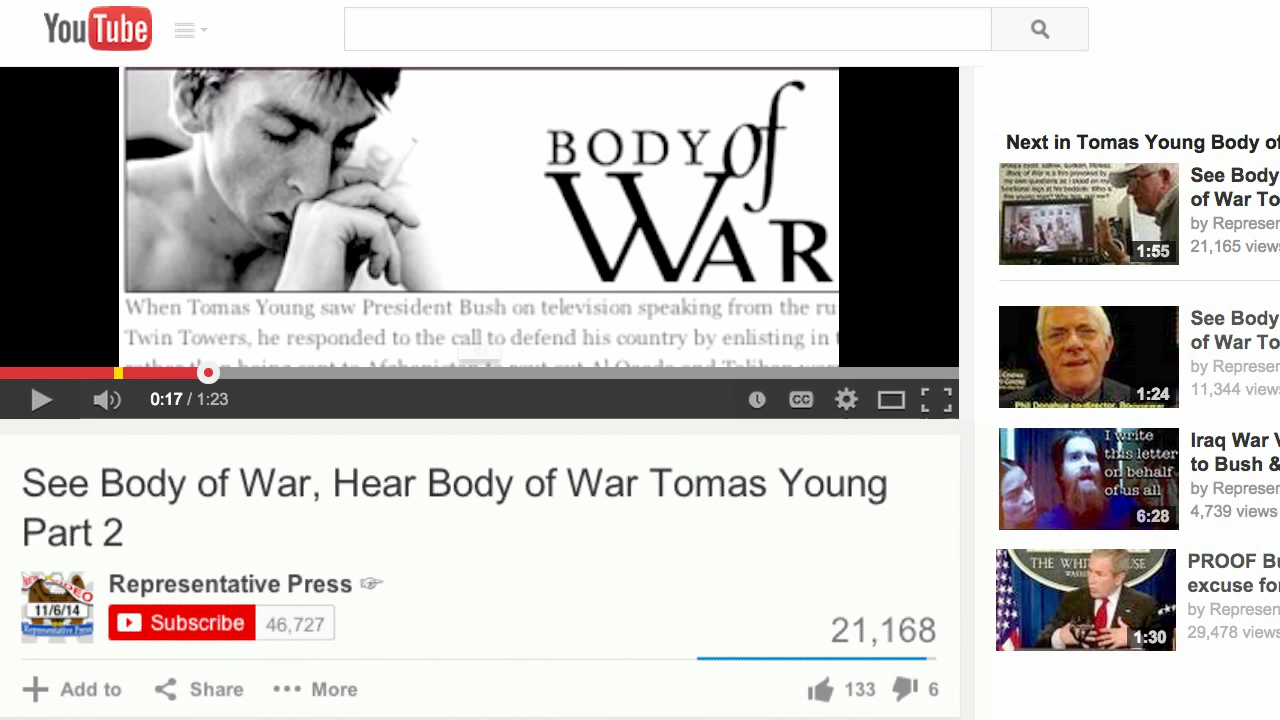 YouTube
BODY of
WAR
When Tomas Young saw President Bush on television speaking from the ru
Twin Towers, he responded to the call to defend his country by enlisting in t
0:17 / 1:23
CC
See Body of War, Hear Body of War Tomas Young
Part 2
Representative Press
11/6/14
Representative Press
Subscribe 46,727
21,168
Add to Share More
133 6
Next in Tomas Young Body of
1:55
See Body
of War To
by Represen
21,165 views
1:24
See Body
of War To
by Represen
11,344 views
I write
this letter
on behalf
of us all
6:28
Iraq War V
to Bush &
by Represen
4,739 views
THE WHITE HOUSE
1:30
PROOF Bu
excuse for
by Represen
29,478 views